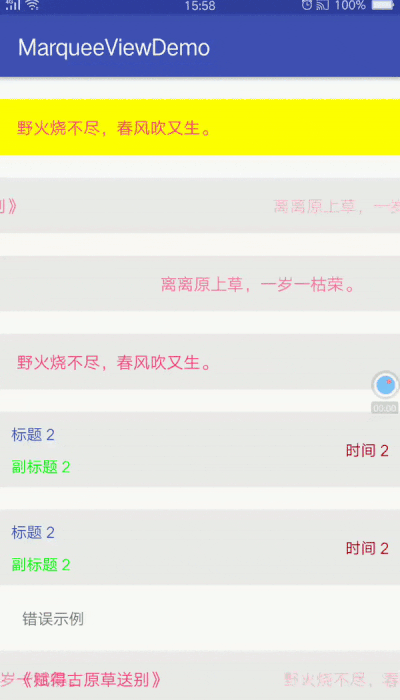 15:58
100%
MarqueeViewDemo
野火烧不尽，春风吹又生。
别》 离离原上草，一岁
离离原上草，一岁一枯荣。
野火烧不尽，春风吹又生。
00:00
标题 2
副标题 2
时间 2
标题 2
副标题 2
时间 2
错误示例
岁一《赋得古原草送别》 野火烧不尽，春